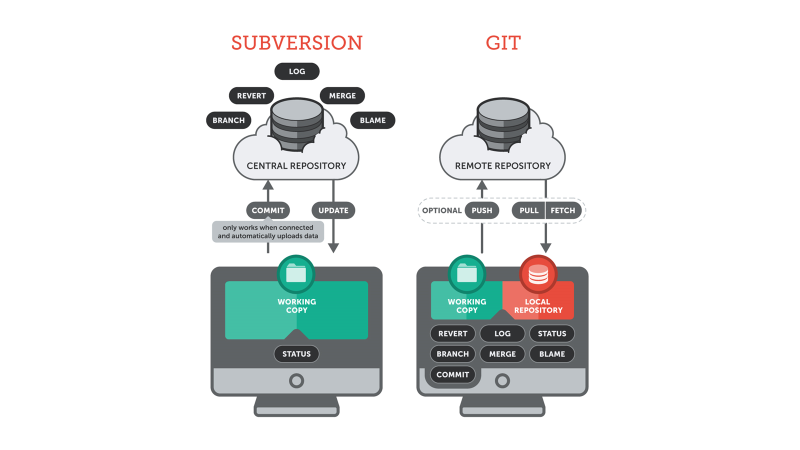 SUBVERSION
LOG
REVERT
MERGE
BRANCH
BLAME
CENTRAL REPOSITORY
COMMIT
UPDATE
only works when connected
and automatically uploads data
WORKING
COPY
STATUS
GIT
REMOTE REPOSITORY
OPTIONAL
PUSH
PULL
FETCH
WORKING
COPY
LOCAL
REPOSITORY
REVERT
LOG
STATUS
BRANCH
MERGE
BLAME
COMMIT